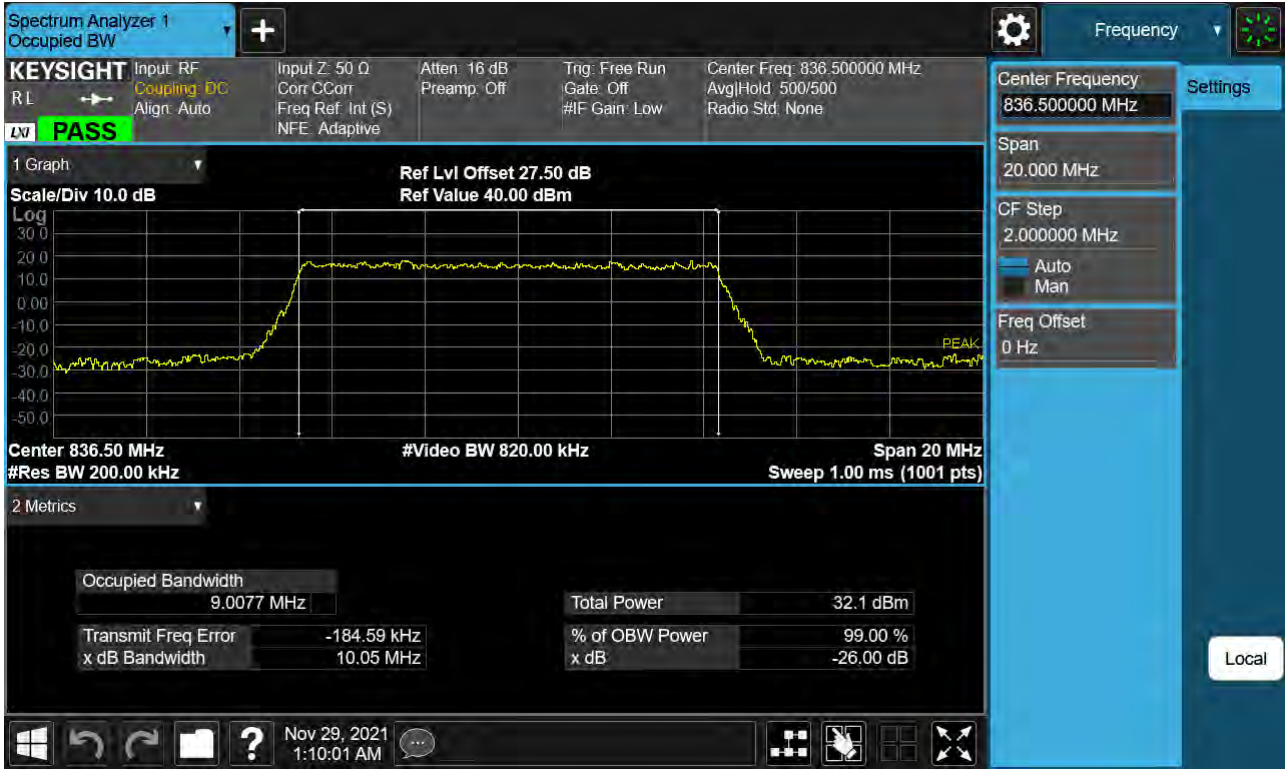 Spectrum Analyzer 1
Occupied BW
Frequency
KEYSIGHT
RL
LXI PASS
Input: RF
Coupling: DC
Align: Auto
Input Z: 50 Ω
Corr CCorr
Freq Ref: Int (S)
NFE: Adaptive
Atten: 16 dB
Preamp: Off
Trig: Free Run
Gate: Off
#IF Gain: Low
Center Freq: 836.500000 MHz
Avg|Hold: 500/500
Radio Std: None
Center Frequency
836.500000 MHz
Settings
Span
20.000 MHz
CF Step
2.000000 MHz
Auto
Man
Freq Offset
0 Hz
1 Graph
Scale/Div 10.0 dB
Ref Lvl Offset 27.50 dB
Ref Value 40.00 dBm
Log
30.0
20.0
10.0
0.00
-10.0
-20.0
-30.0
-40.0
-50.0
PEAK
Center 836.50 MHz
#Video BW 820.00 kHz
Span 20 MHz
#Res BW 200.00 kHz
Sweep 1.00 ms (1001 pts)
2 Metrics
Occupied Bandwidth
9.0077 MHz
Total Power 32.1 dBm
Transmit Freq Error -184.59 kHz
% of OBW Power 99.00 %
x dB Bandwidth 10.05 MHz
x dB -26.00 dB
Local
?
Nov 29, 2021
1:10:01 AM